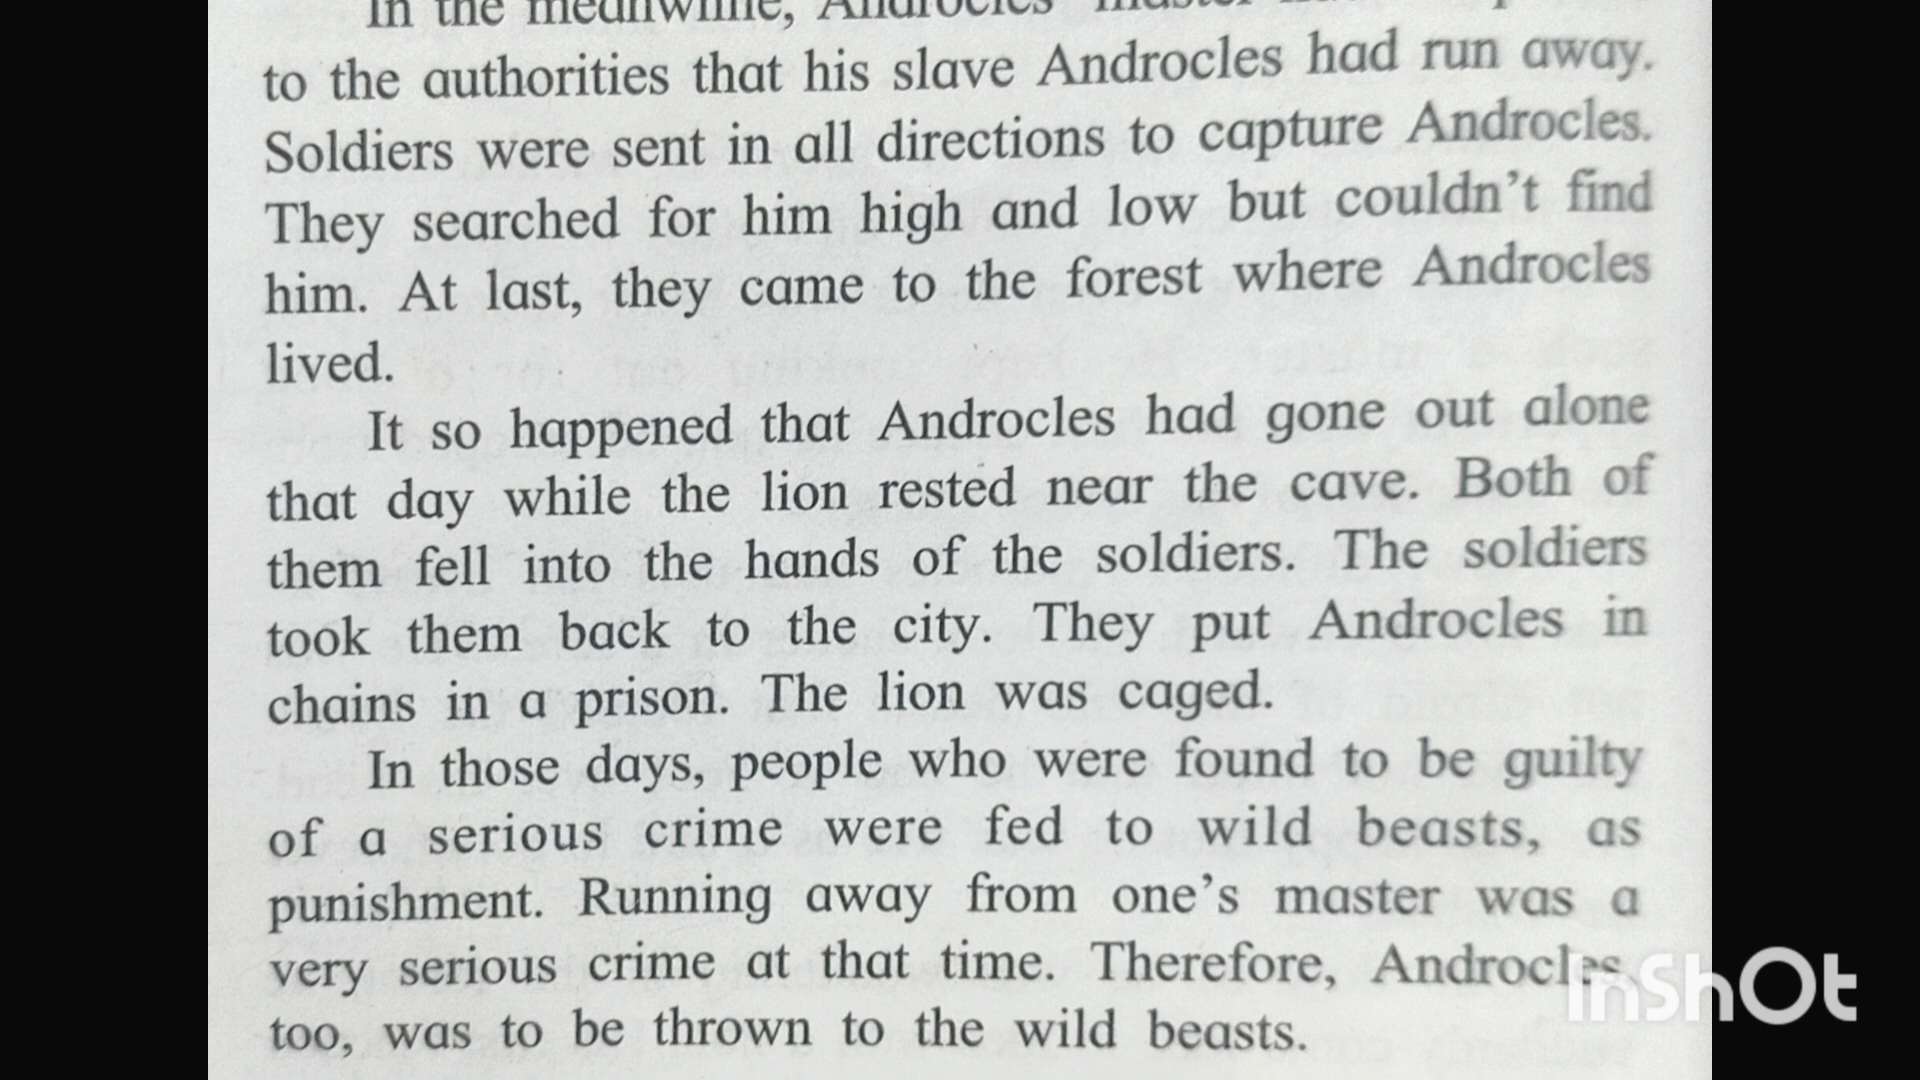 In the meanwhile, Androcles' master had
to the authorities that his slave Androcles had run away.
Soldiers were sent in all directions to capture Androcles.
They searched for him high and low but couldn't find
him. At last, they came to the forest where Androcles
lived.
It so happened that Androcles had gone out alone
that day while the lion rested near the cave. Both of
them fell into the hands of the soldiers. The soldiers
took them back to the city. They put Androcles in
chains in a prison. The lion was caged.
In those days, people who were found to be guilty
of a serious crime were fed to wild beasts, as
punishment. Running away from one's master was a
very serious crime at that time. Therefore, Androcles,
too, was to be thrown to the wild beasts.
InShOt